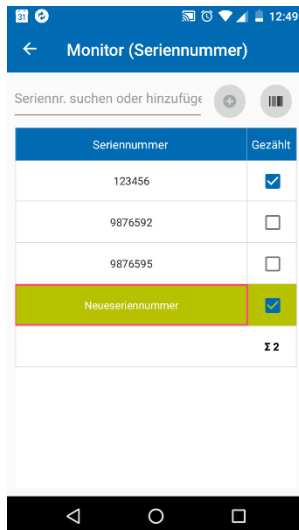 31 12:49
Monitor (Seriennummer)
Seriennr. suchen oder hinzufüge
Seriennummer Gezählt
123456
9876592
9876595
Neueseriennummer
Σ 2